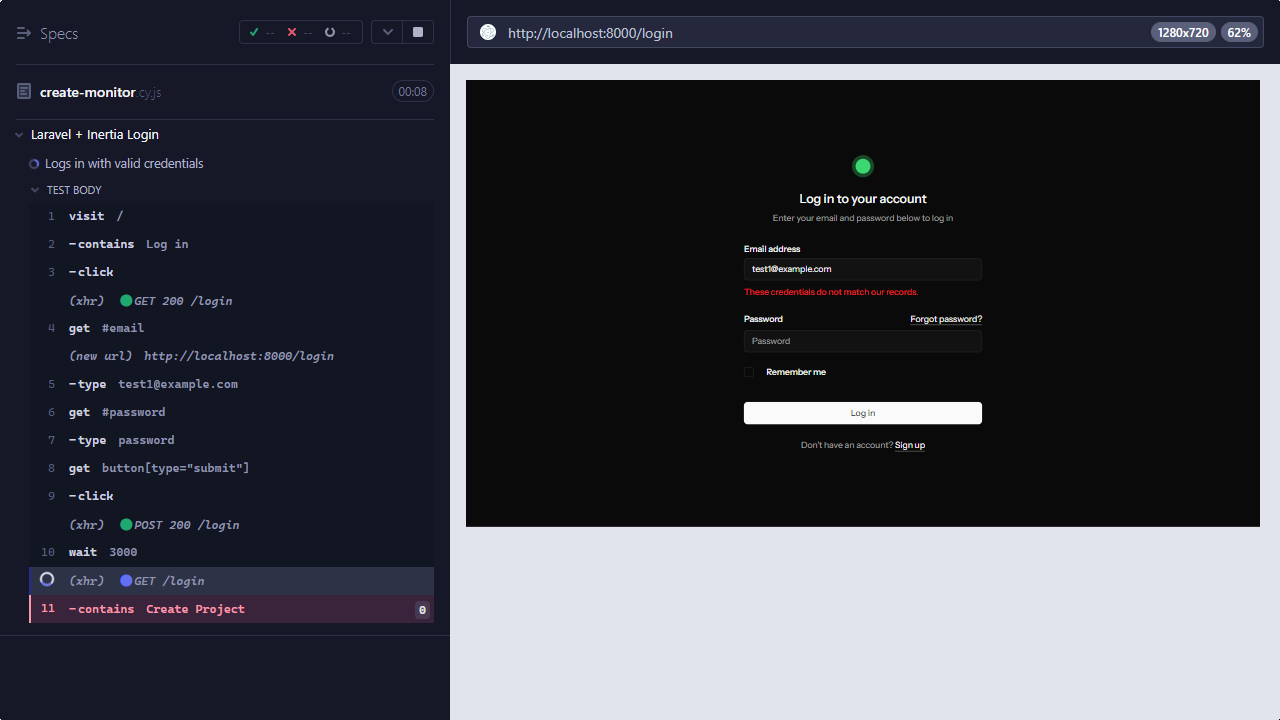 Specs
-- -- --
create-monitor.cy.js
00:08
Laravel + Inertia Login
Logs in with valid credentials
TEST BODY
1 visit /
2 -contains Log in
3 -click
(xhr) GET 200 /login
4 get #email
(new url) http://localhost:8000/login
5 -type test1@example.com
6 get #password
7 -type password
8 get button[type="submit"]
9 -click
(xhr) POST 200 /login
10 wait 3000
(xhr) GET /login
11 -contains Create Project 0
http://localhost:8000/login
1280x720 62%
Log in to your account
Enter your email and password below to log in
Email address
test1@example.com
These credentials do not match our records.
Password Forgot password?
Password
Remember me
Log in
Don't have an account? Sign up